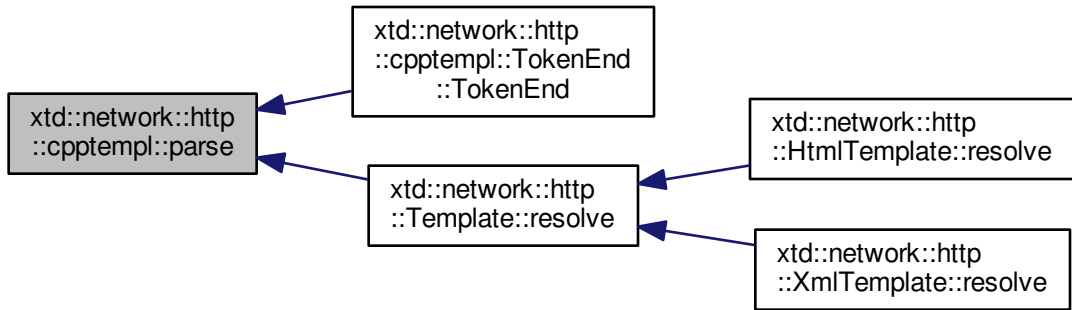 xtd::network::http
::cpptempl::parse
xtd::network::http
::cpptempl::TokenEnd
::TokenEnd
xtd::network::http
::Template::resolve
xtd::network::http
::HtmlTemplate::resolve
xtd::network::http
::XmlTemplate::resolve